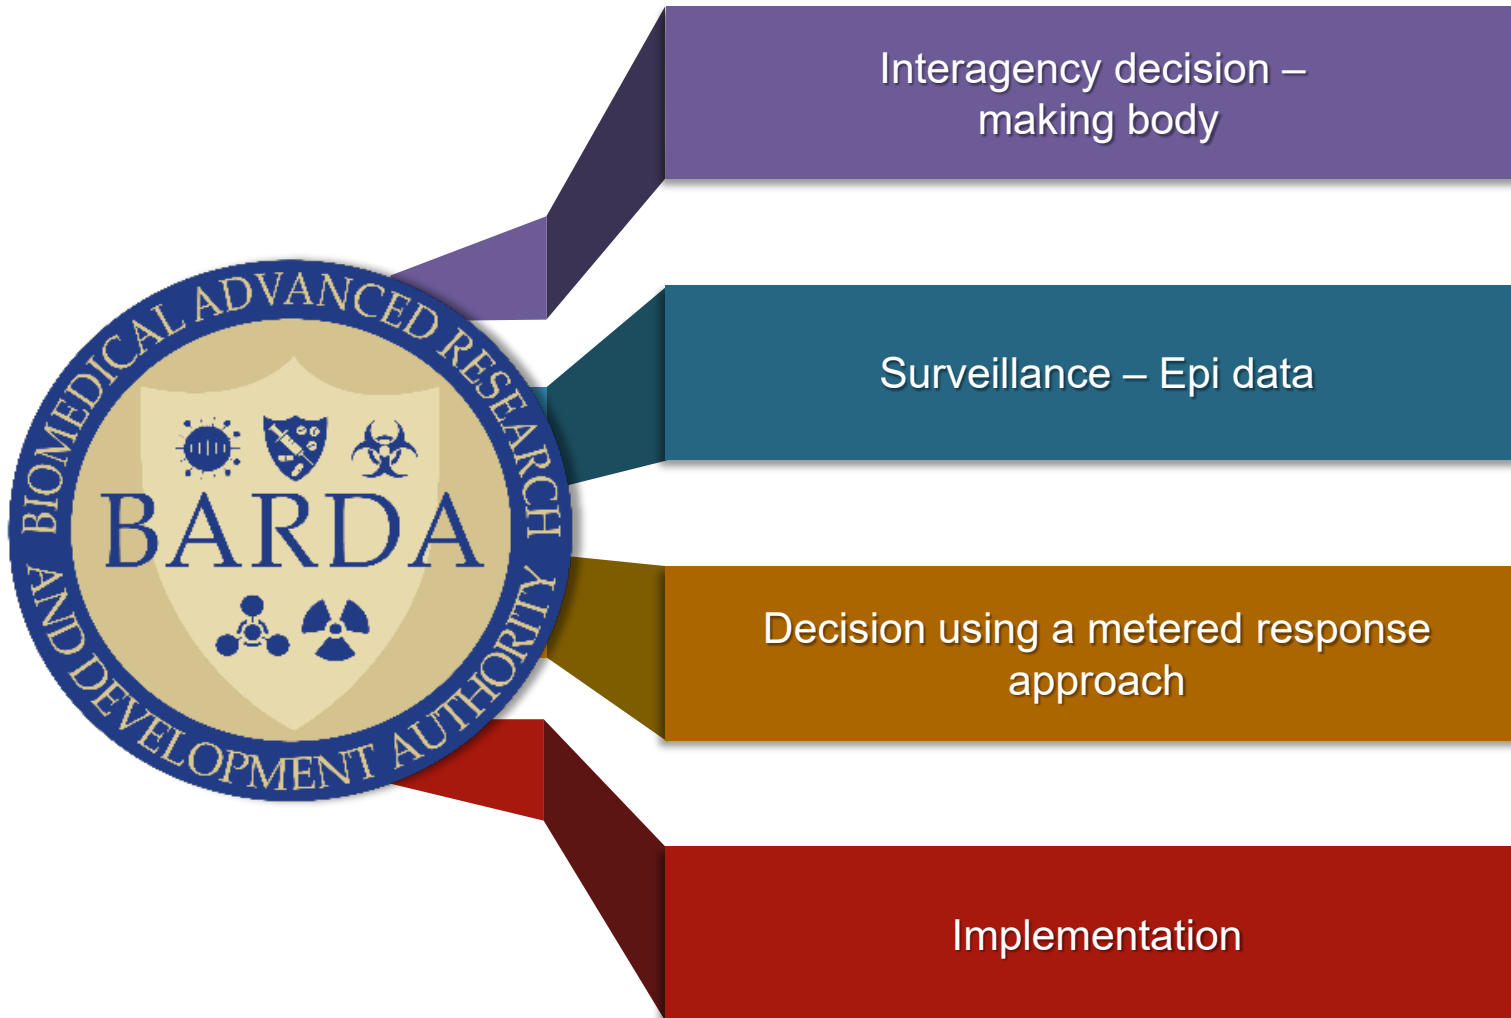 BIOMEDICAL ADVANCED RESEARCH
AND DEVELOPMENT AUTHORITY
BARDA
Interagency decision –
making body
Surveillance – Epi data
Decision using a metered response
approach
Implementation